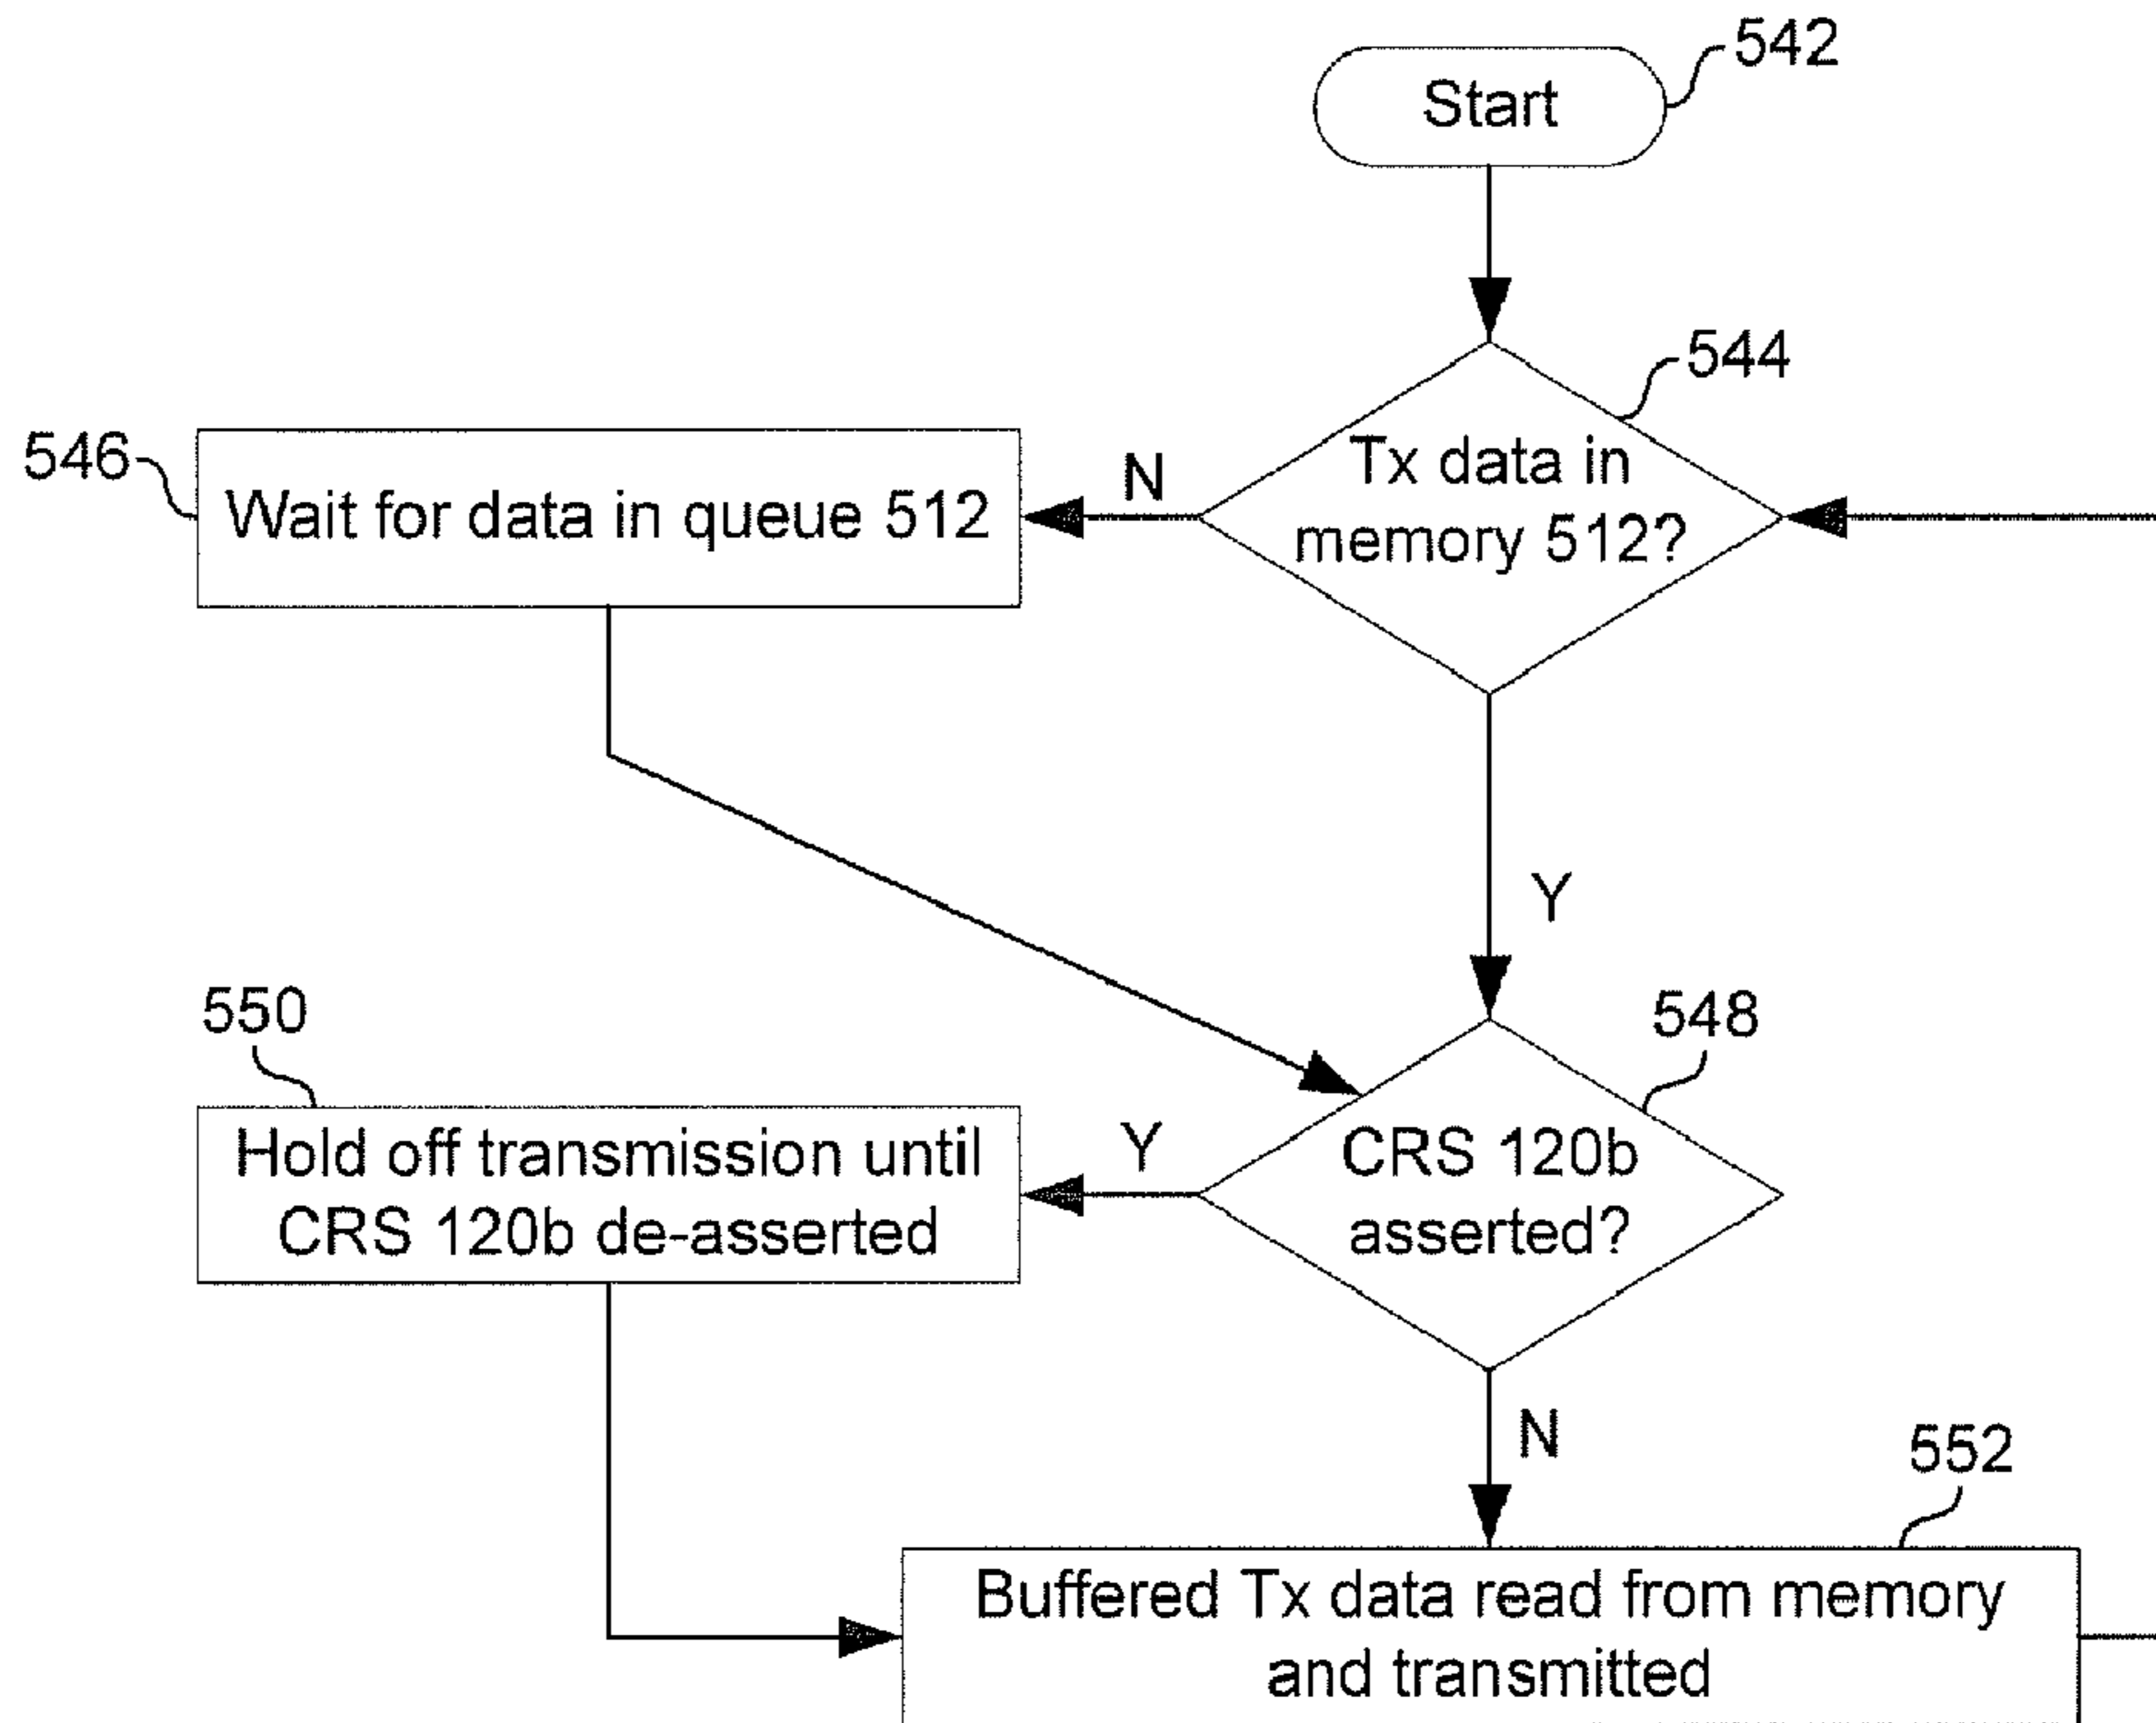 542
Start
544
Tx data in
memory 512?
N
546
Wait for data in queue 512
Y
548
550
CRS 120b
asserted?
Y
Hold off transmission until
CRS 120b de-asserted
N
552
Buffered Tx data read from memory
and transmitted